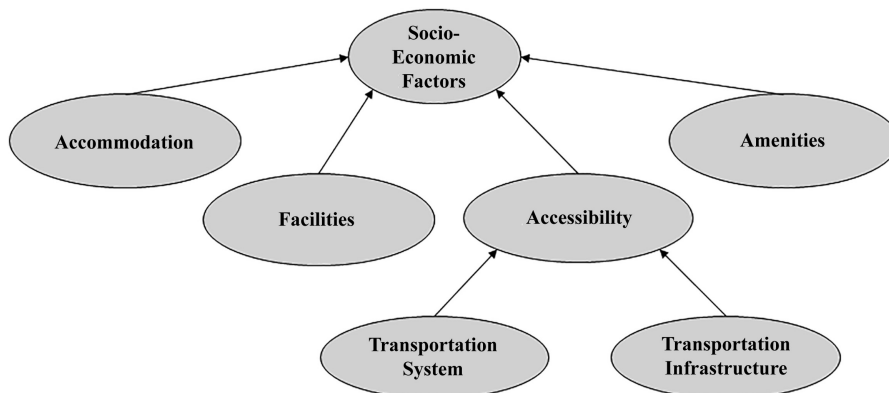 Socio-
Economic
Factors
Accommodation
Amenities
Facilities
Accessibility
Transportation
System
Transportation
Infrastructure